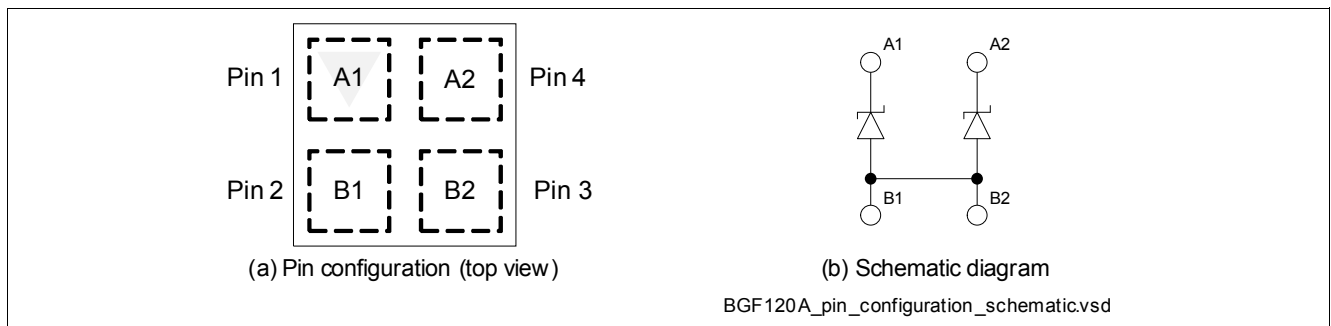 Pin 1
A1
A2
Pin 4
Pin 2
B1
B2
Pin 3
(a) Pin configuration (top view)
A1
A2
B1
B2
(b) Schematic diagram
BGF120A_pin_configuration_schematic.vsd